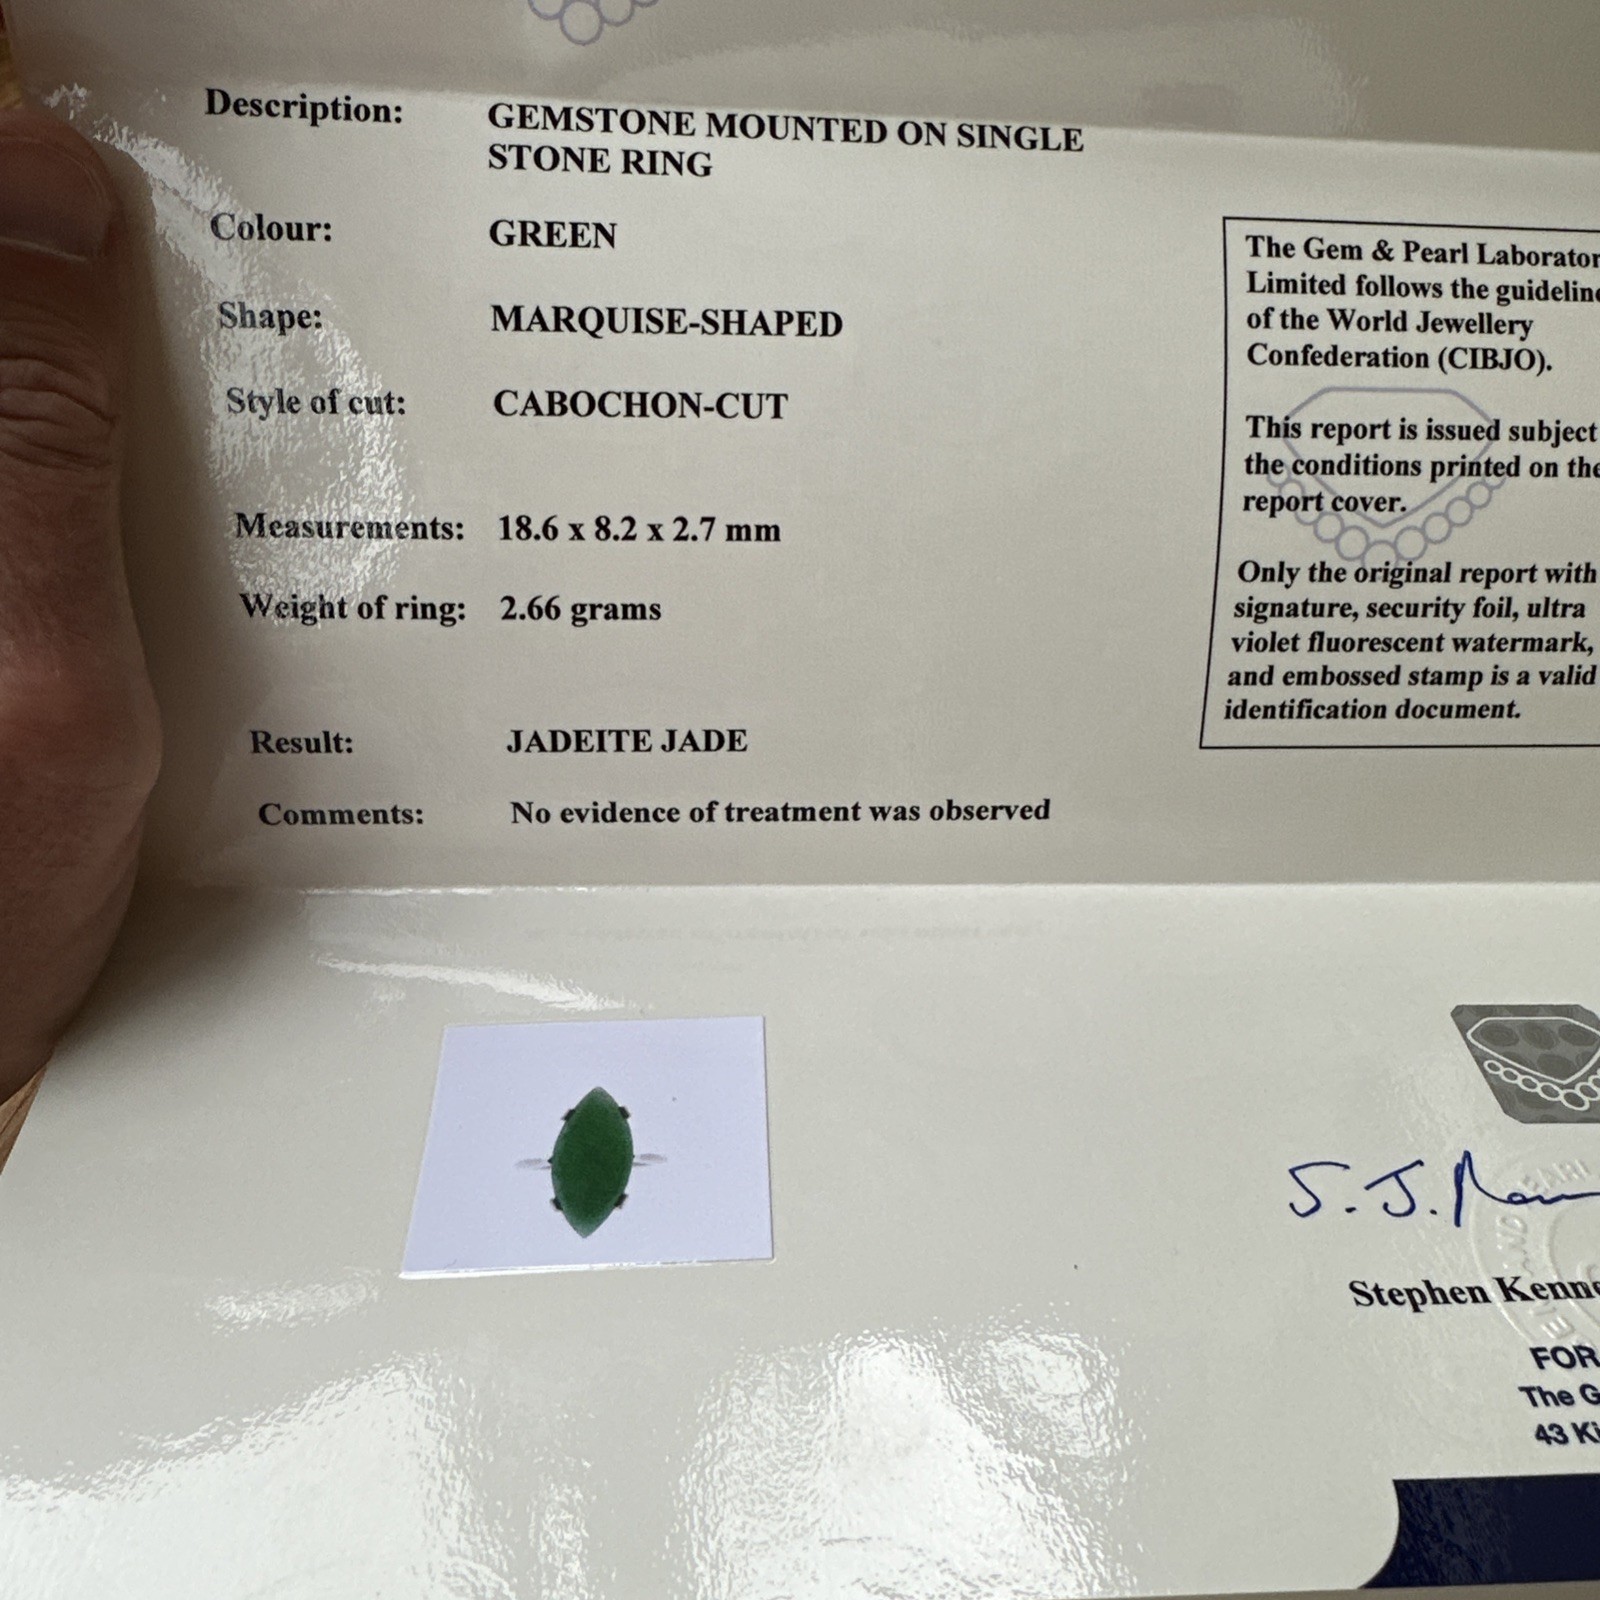 Description: GEMSTONE MOUNTED ON SINGLE
STONE RING
Colour: GREEN
Shape: MARQUISE-SHAPED
Style of cut: CABOCHON-CUT
Measurements: 18.6 x 8.2 x 2.7 mm
Weight of ring: 2.66 grams
Result: JADEITE JADE
Comments: No evidence of treatment was observed
The Gem & Pearl Laborator
Limited follows the guideline
of the World Jewellery
Confederation (CIBJO).
This report is issued subject
the conditions printed on the
report cover.
Only the original report with
signature, security foil, ultra
violet fluorescent watermark,
and embossed stamp is a valid
identification document.
S. J.
Stephen Kenne
FOR
The G
43 Ki